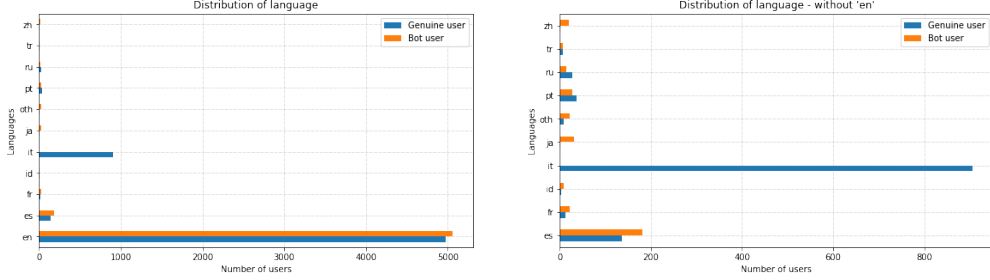 Distribution of language
Languages
zh
tr
ru
pt
oth
ja
it
id
fr
es
en
Genuine user
Bot user
0 1000 2000 3000 4000 5000
Number of users
Distribution of language - without 'en'
Languages
zh
tr
ru
pt
oth
ja
it
id
fr
es
Genuine user
Bot user
0 200 400 600 800
Number of users